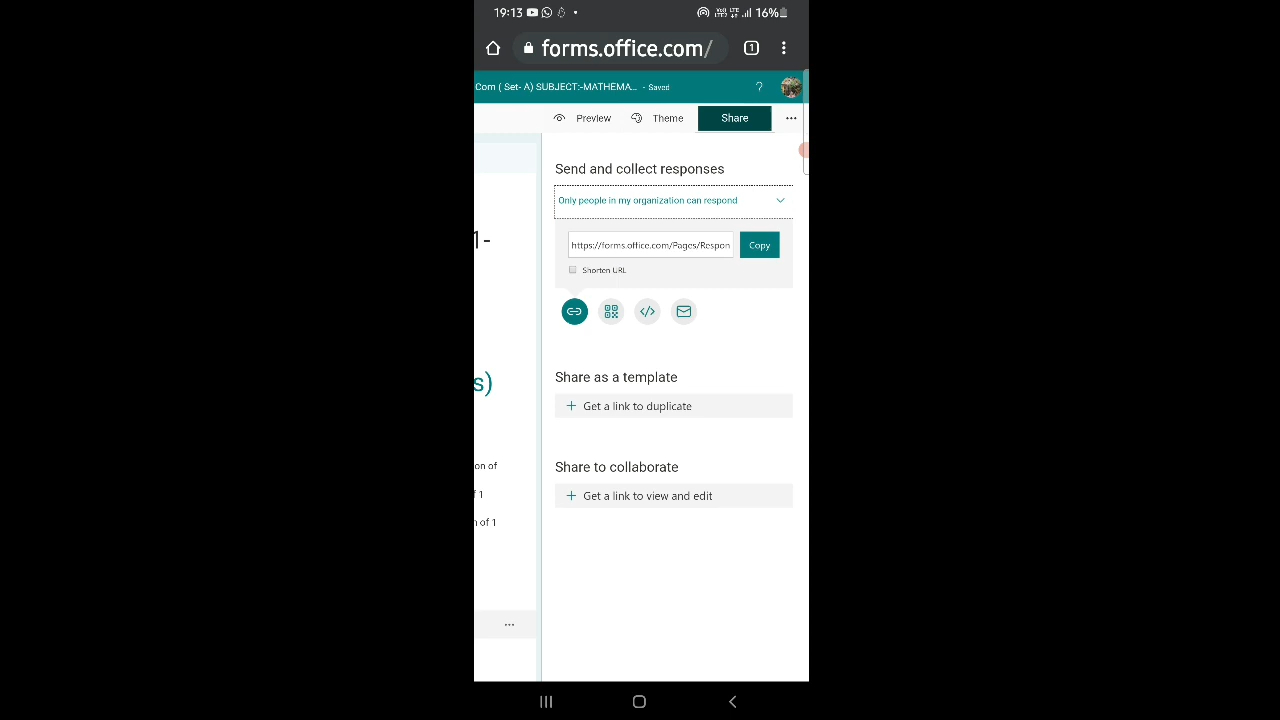 19:13 16%
forms.office.com/ 1
Com ( Set- A) SUBJECT:-MATHEMA... - Saved ?
Preview Theme Share ...
Send and collect responses
Only people in my organization can respond
1-
https://forms.office.com/Pages/Respon Copy
Shorten URL
Share as a template
s)
+ Get a link to duplicate
Share to collaborate
on of
f 1
+ Get a link to view and edit
n of 1
...